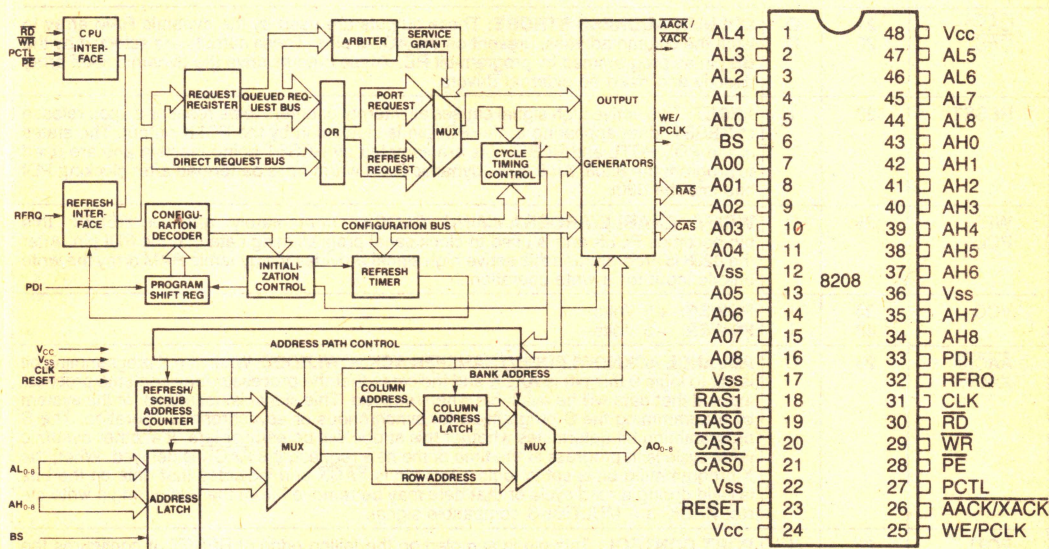 RD
WR
PCTL
PE
CPU
INTER-
FACE
RFRQ
REFRESH
INTER-
FACE
PDI
REQUEST
REGISTER
QUEUED REQ-
UEST BUS
DIRECT REQUEST BUS
ARBITER
SERVICE
GRANT
OR
PORT
REQUEST
REFRESH
REQUEST
MUX
CYCLE
TIMING
CONTROL
OUTPUT
GENERATORS
AACK /
XACK
WE/
PCLK
RAS
CAS
CONFIGU-
RATION
DECODER
CONFIGURATION BUS
PROGRAM
SHIFT REG
INITIALI-
ZATION
CONTROL
REFRESH
TIMER
ADDRESS PATH CONTROL
BANK ADDRESS
VCC
VSS
CLK
RESET
REFRESH/
SCRUB
ADDRESS
COUNTER
MUX
COLUMN
ADDRESS
COLUMN
ADDRESS
LATCH
ROW ADDRESS
MUX
AO0-8
AL0-8
AH0-8
BS
ADDRESS
LATCH
8208
AL4 1 48 Vcc
AL3 2 47 AL5
AL2 3 46 AL6
AL1 4 45 AL7
AL0 5 44 AL8
BS 6 43 AH0
A00 7 42 AH1
A01 8 41 AH2
A02 9 40 AH3
A03 10 39 AH4
A04 11 38 AH5
Vss 12 37 AH6
A05 13 36 Vss
A06 14 35 AH7
A07 15 34 AH8
A08 16 33 PDI
Vss 17 32 RFRQ
RAS1 18 31 CLK
RAS0 19 30 RD
CAS1 20 29 WR
CAS0 21 28 PE
Vss 22 27 PCTL
RESET 23 26 AACK/XACK
Vcc 24 25 WE/PCLK